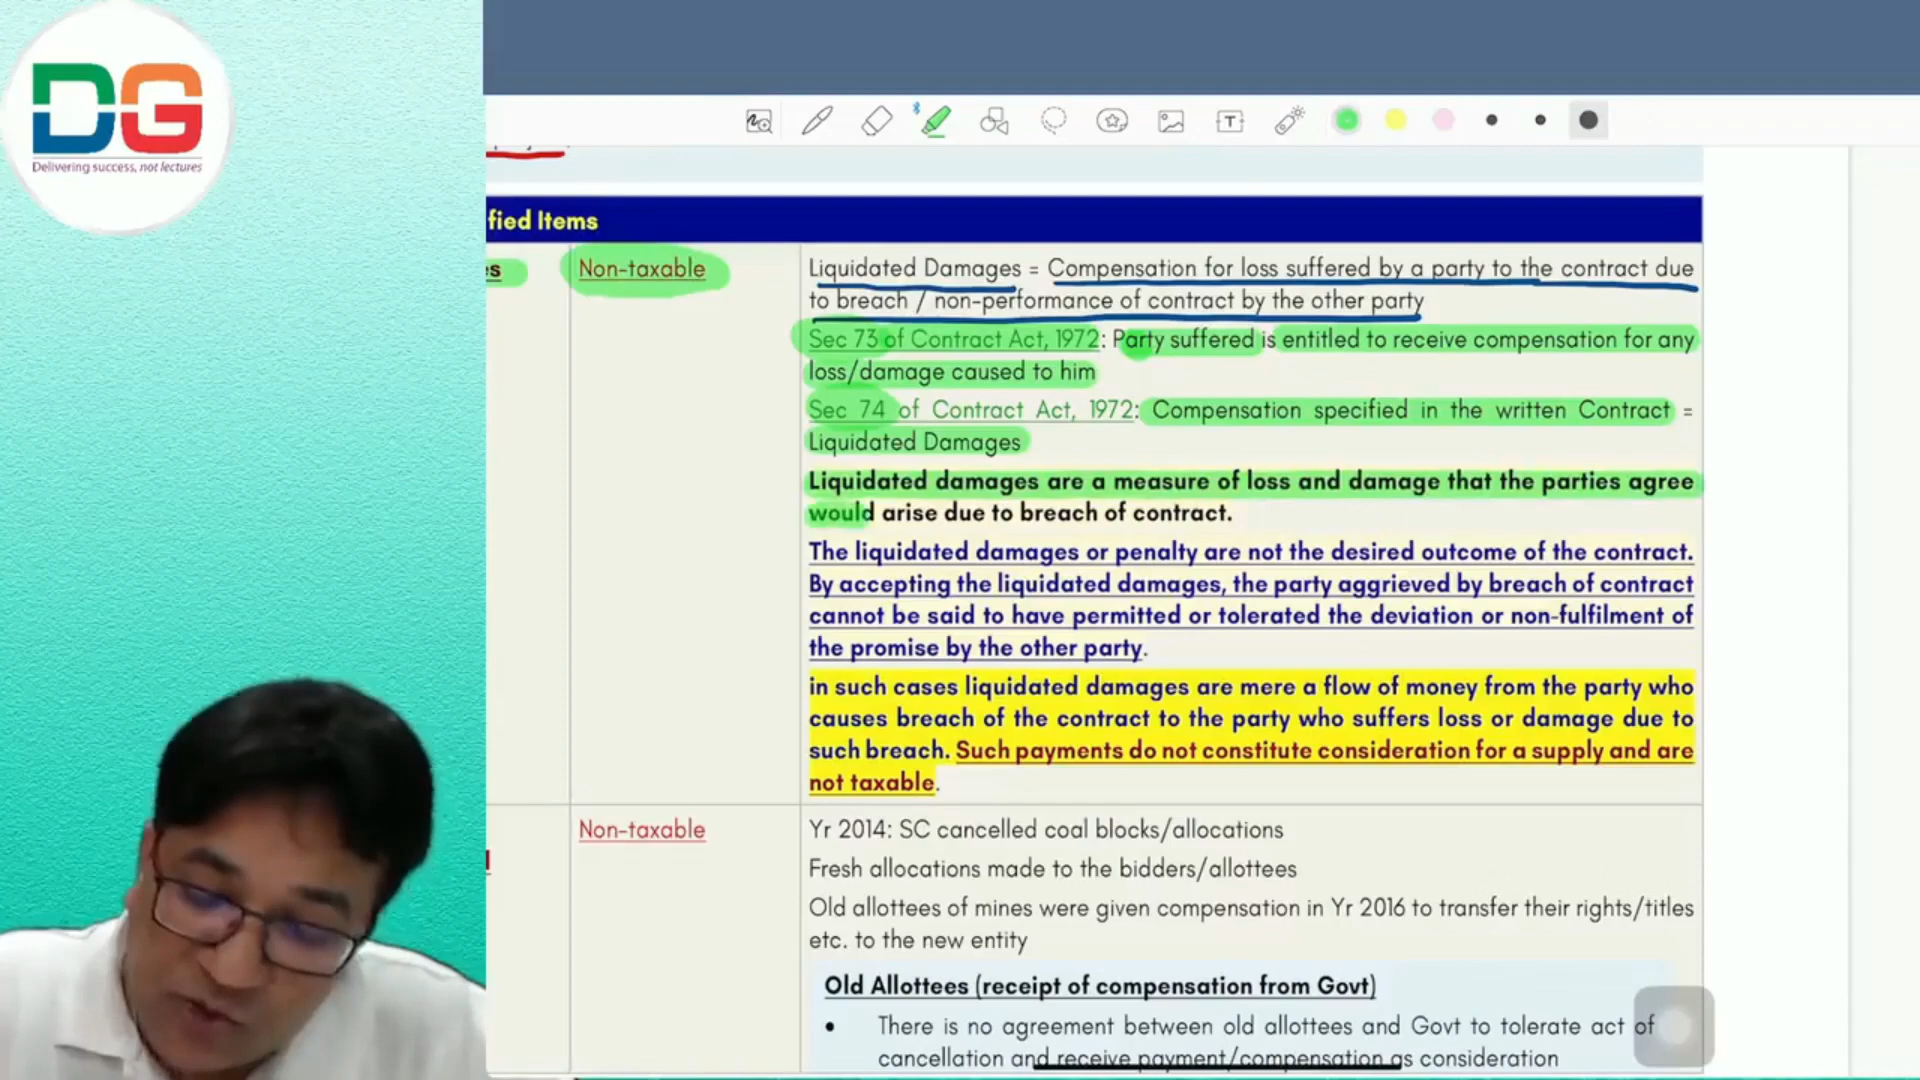 DG
Delivering success, not lectures
fied Items
s
Non-taxable
Liquidated Damages = Compensation for loss suffered by a party to the contract due
to breach / non-performance of contract by the other party
Sec 73 of Contract Act, 1972: Party suffered is entitled to receive compensation for any
loss/damage caused to him
Sec 74 of Contract Act, 1972: Compensation specified in the written Contract =
Liquidated Damages
Liquidated damages are a measure of loss and damage that the parties agree
would arise due to breach of contract.
The liquidated damages or penalty are not the desired outcome of the contract.
By accepting the liquidated damages, the party aggrieved by breach of contract
cannot be said to have permitted or tolerated the deviation or non-fulfilment of
the promise by the other party.
in such cases liquidated damages are mere a flow of money from the party who
causes breach of the contract to the party who suffers loss or damage due to
such breach. Such payments do not constitute consideration for a supply and are
not taxable.
Non-taxable
Yr 2014: SC cancelled coal blocks/allocations
Fresh allocations made to the bidders/allottees
Old allottees of mines were given compensation in Yr 2016 to transfer their rights/titles
etc. to the new entity
Old Allottees (receipt of compensation from Govt)
• There is no agreement between old allottees and Govt to tolerate act of
cancellation and receive payment/compensation as consideration